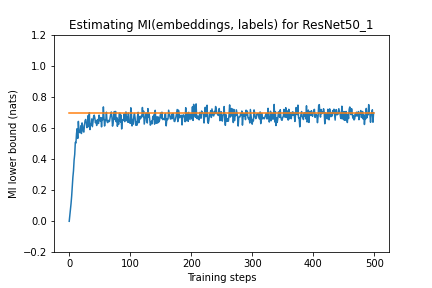 Estimating MI(embeddings, labels) for ResNet50_1
1.2
1.0
0.8
0.6
0.4
0.2
0.0
−0.2
MI lower bound (nats)
0 100 200 300 400 500
Training steps